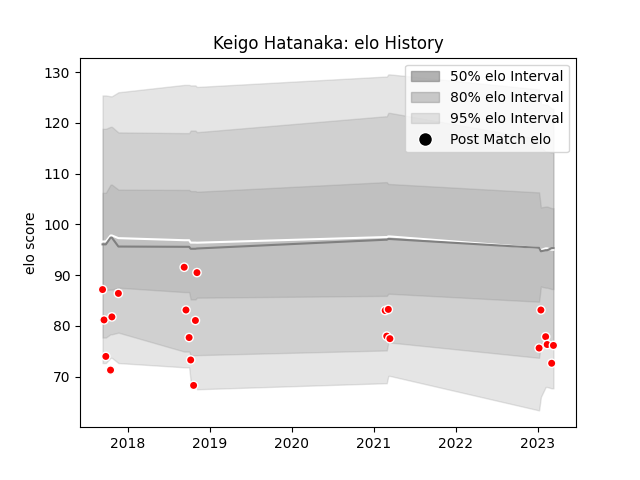 Keigo Hatanaka: elo History
50% elo Interval
80% elo Interval
95% elo Interval
Post Match elo
elo score
130
120
110
100
90
80
70
2018
2019
2020
2021
2022
2023